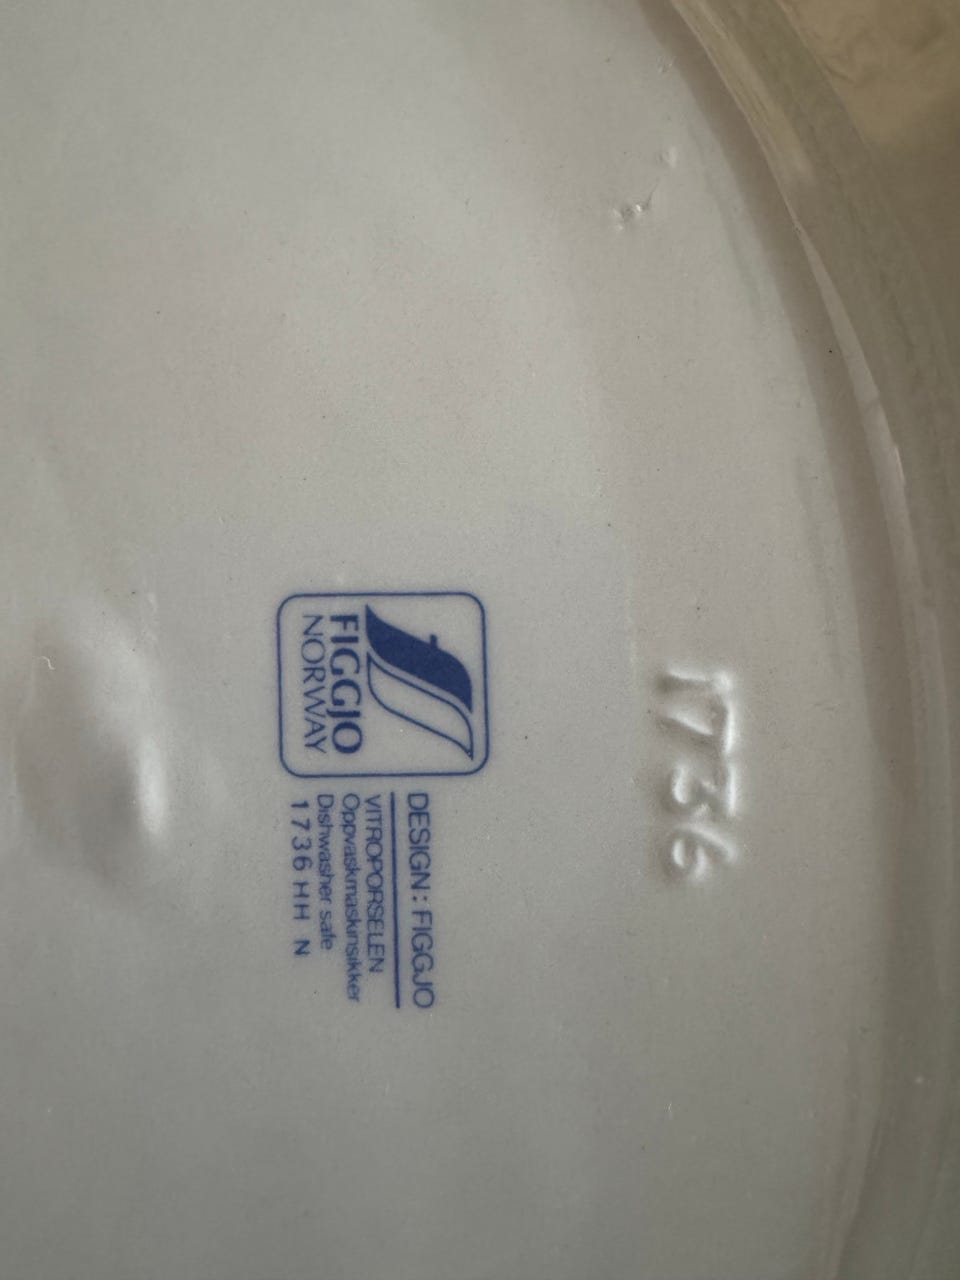 FIGGJO
NORWAY
DESIGN: FIGGJO
VITROPORSELEN
Oppvaskmaskinsikker
Dishwasher safe
1736 HH N
1736